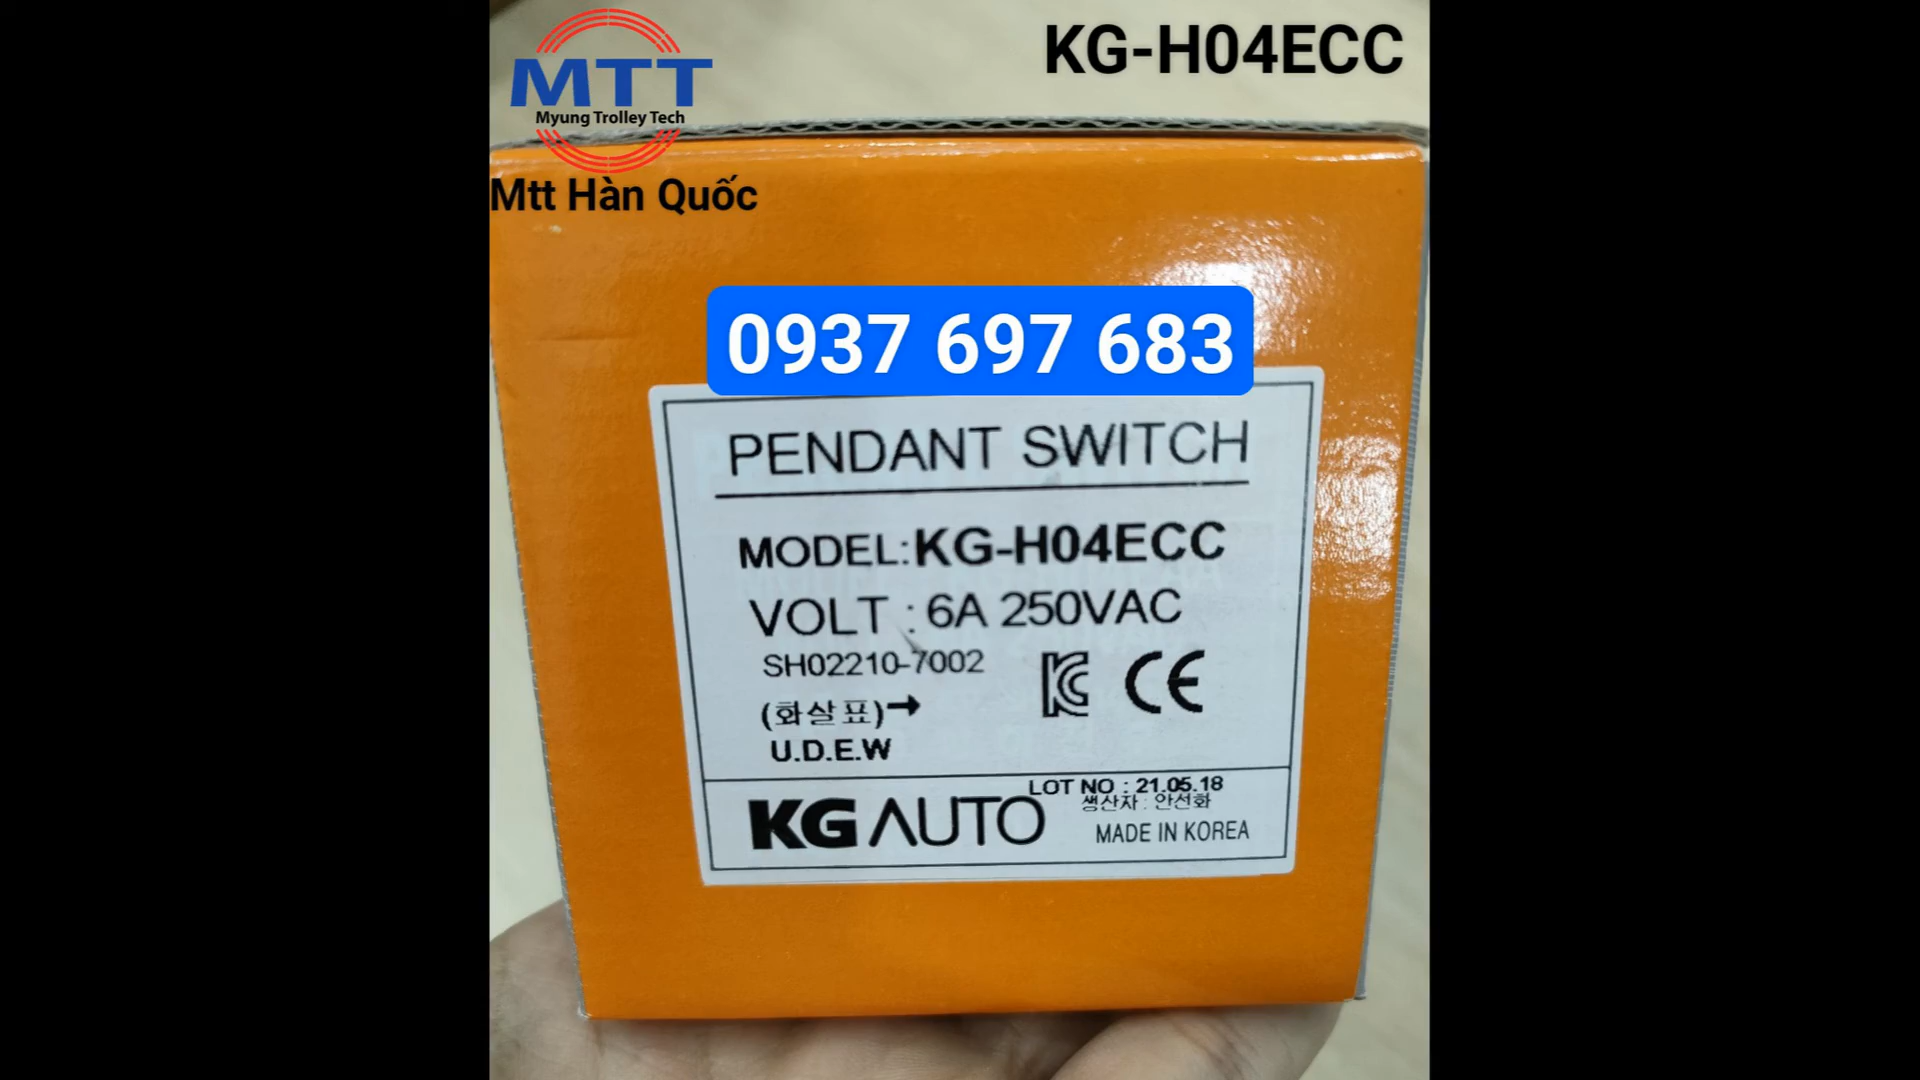 MTT
Myung Trolley Tech
Mtt Hàn Quốc
KG-H04ECC
0937 697 683
PENDANT SWITCH
MODEL:KG-H04ECC
VOLT : 6A 250VAC
SH02210-7002
(화살표)→
U.D.E.W
KC CE
KG AUTO
LOT NO : 21.05.18
생산자 : 안선화
MADE IN KOREA